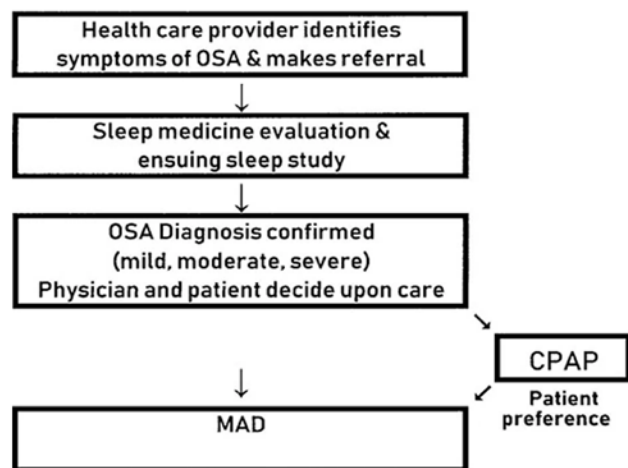 Health care provider identifies
symptoms of OSA & makes referral
Sleep medicine evaluation &
ensuing sleep study
OSA Diagnosis confirmed
(mild, moderate, severe)
Physician and patient decide upon care
CPAP
Patient
preference
MAD